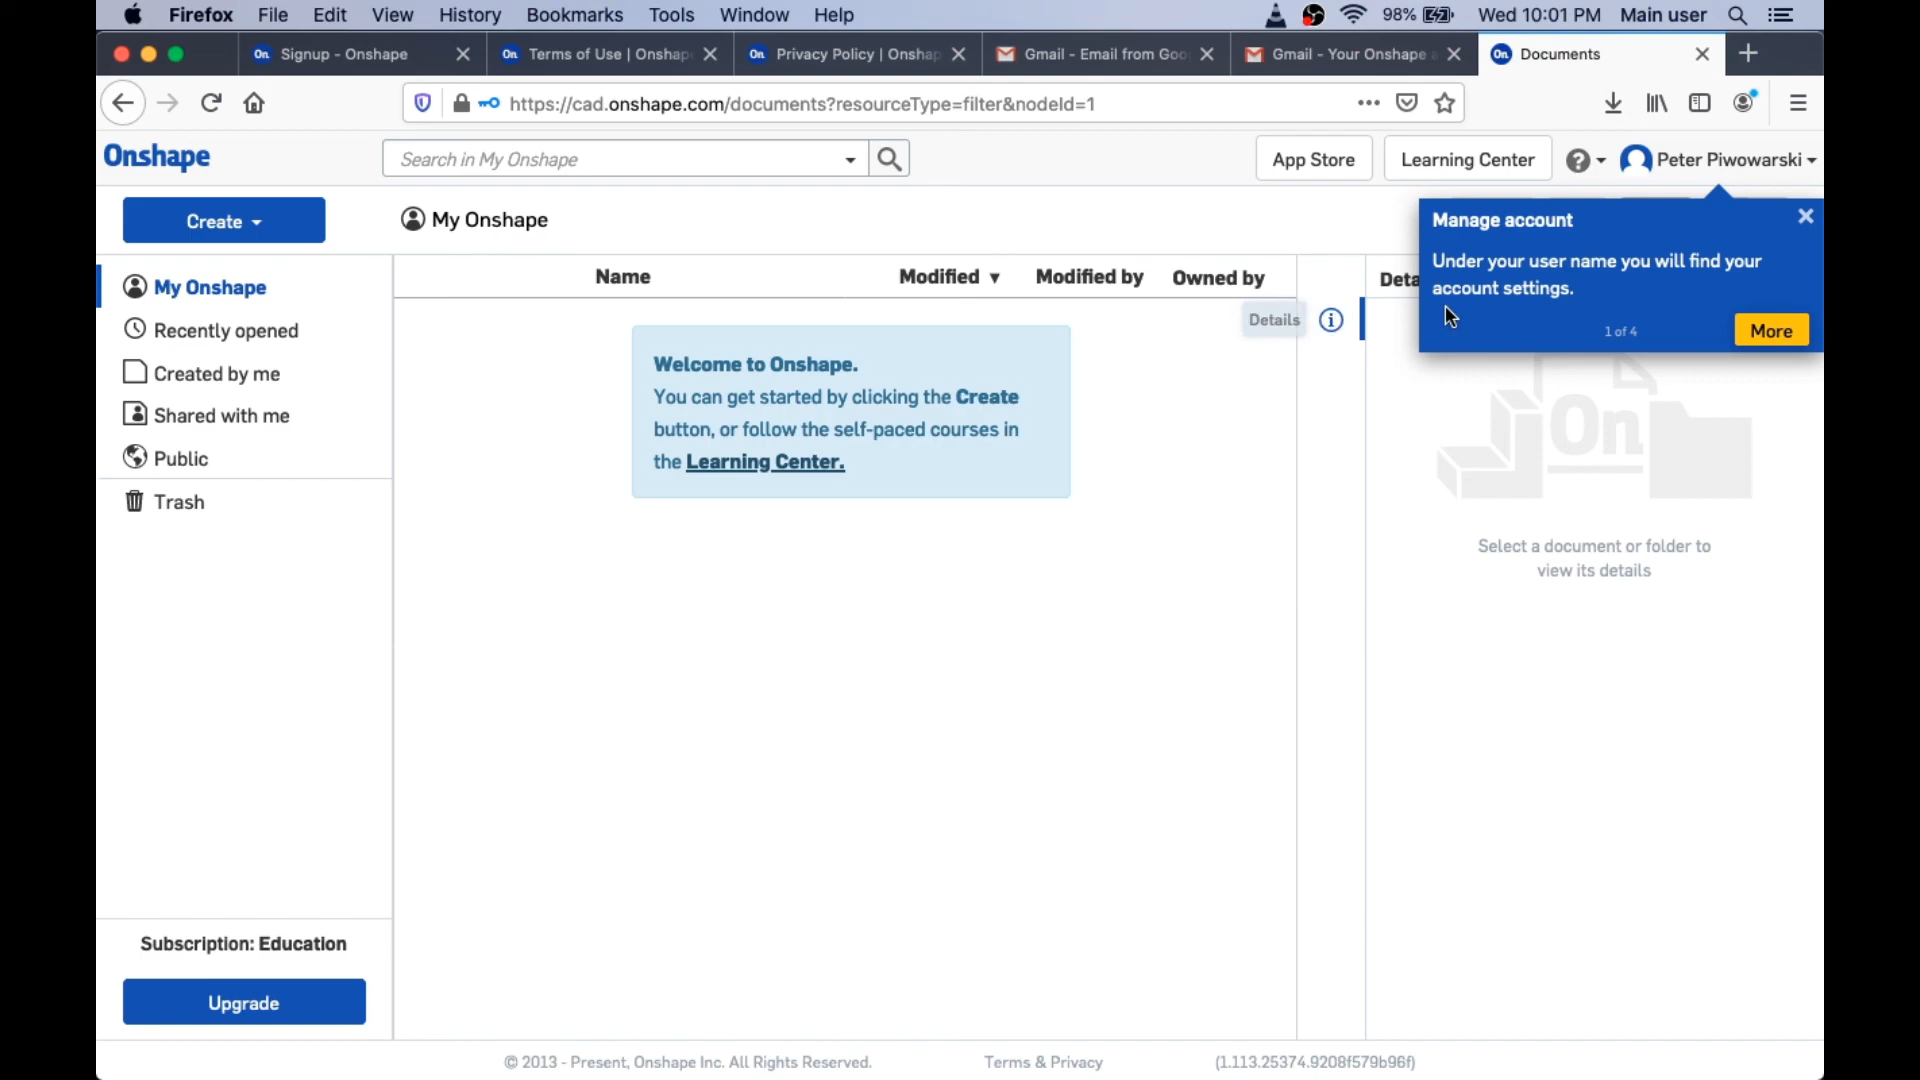 Firefox File Edit View History Bookmarks Tools Window Help 98% Wed 10:01 PM Main user
On Signup - Onshape On Terms of Use | Onshap On Privacy Policy | Onshap Gmail - Email from Goo Gmail - Your Onshape a On Documents
https://cad.onshape.com/documents?resourceType=filter&nodeId=1
Onshape Search in My Onshape App Store Learning Center ? Peter Piwowarski
Create My Onshape
Manage account
Under your user name you will find your
account settings.
1 of 4 More
Name Modified Modified by Owned by Deta
Details
My Onshape
Recently opened
Created by me
Shared with me
Public
Trash
Welcome to Onshape.
You can get started by clicking the Create
button, or follow the self-paced courses in
the Learning Center.
On
Select a document or folder to
view its details
Subscription: Education
Upgrade
© 2013 - Present, Onshape Inc. All Rights Reserved. Terms & Privacy (1.113.25374.9208f579b96f)